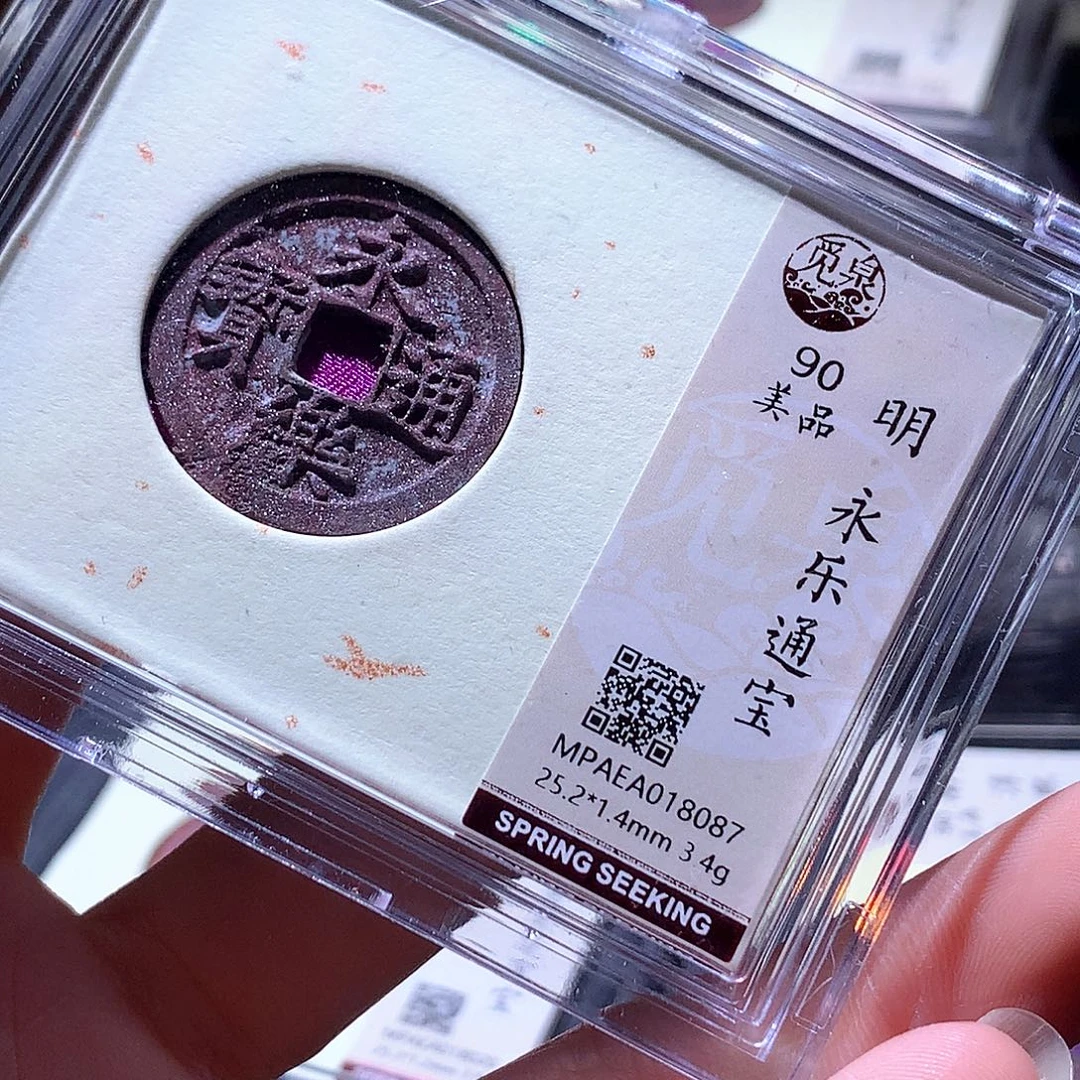 永樂通寶
觅泉
90
美品
明
永乐通宝
MPAEA018087
25.2*1.4mm 3.4g
SPRING SEEKING